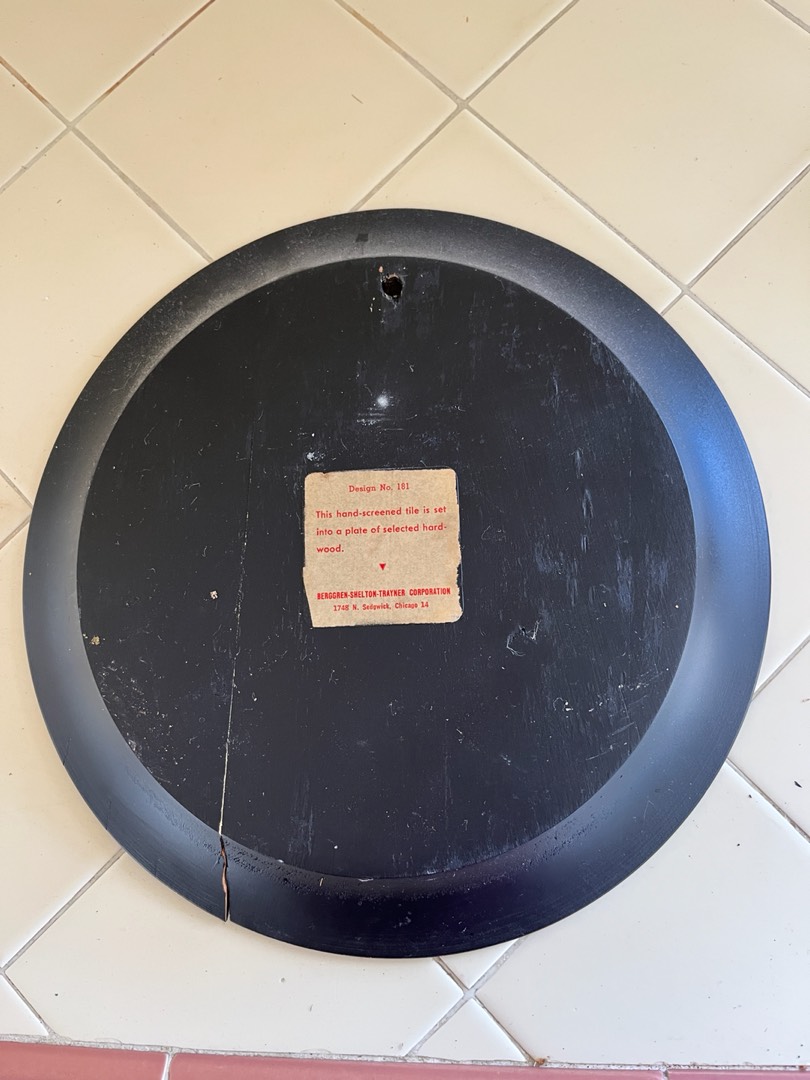 Design No. 181
This hand-screened tile is set
into a plate of selected hard-
wood.
BERGGREN-SHELTON-TRAYNER CORPORATION
1748 N. Sedgwick, Chicago 14